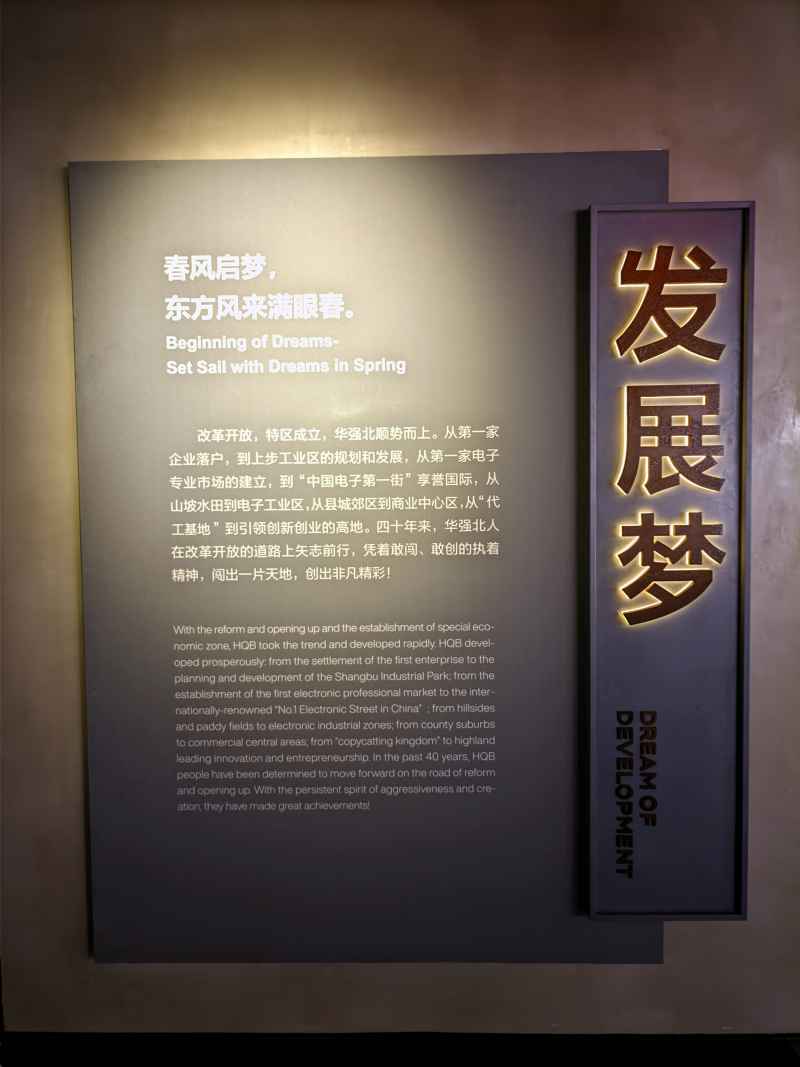 春风启梦，
东方风来满眼春。
Beginning of Dreams-
Set Sail with Dreams in Spring
改革开放，特区成立，华强北顺势而上。从第一家
企业落户，到上步工业区的规划和发展，从第一家电子
专业市场的建立，到“中国电子第一街”享誉国际，从
山坡水田到电子工业区，从县城郊区到商业中心区，从“代
工基地”到引领创新创业的高地。四十年来，华强北人
在改革开放的道路上矢志前行，凭着敢闯、敢创的执着
精神，闯出一片天地，创出非凡精彩！
With the reform and opening up and the establishment of special eco-
nomic zone, HQB took the trend and developed rapidly. HQB devel-
oped prosperously: from the settlement of the first enterprise to the
planning and development of the Shangbu Industrial Park; from the
establishment of the first electronic professional market to the inter-
nationally-renowned “No.1 Electronic Street in China” ; from hillsides
and paddy fields to electronic industrial zones; from county suburbs
to commercial central areas; from “copycatting kingdom” to highland
leading innovation and entrepreneurship. In the past 40 years, HQB
people have been determined to move forward on the road of reform
and opening up. With the persistent spirit of aggressiveness and cre-
ation, they have made great achievements!
发展梦
DREAM OF
DEVELOPMENT